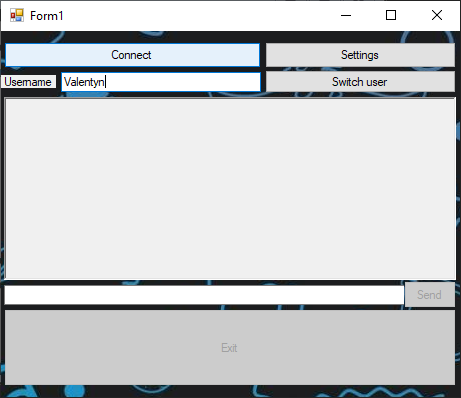 Form1
Connect
Settings
Username
Valentyn
Switch user
Send
Exit